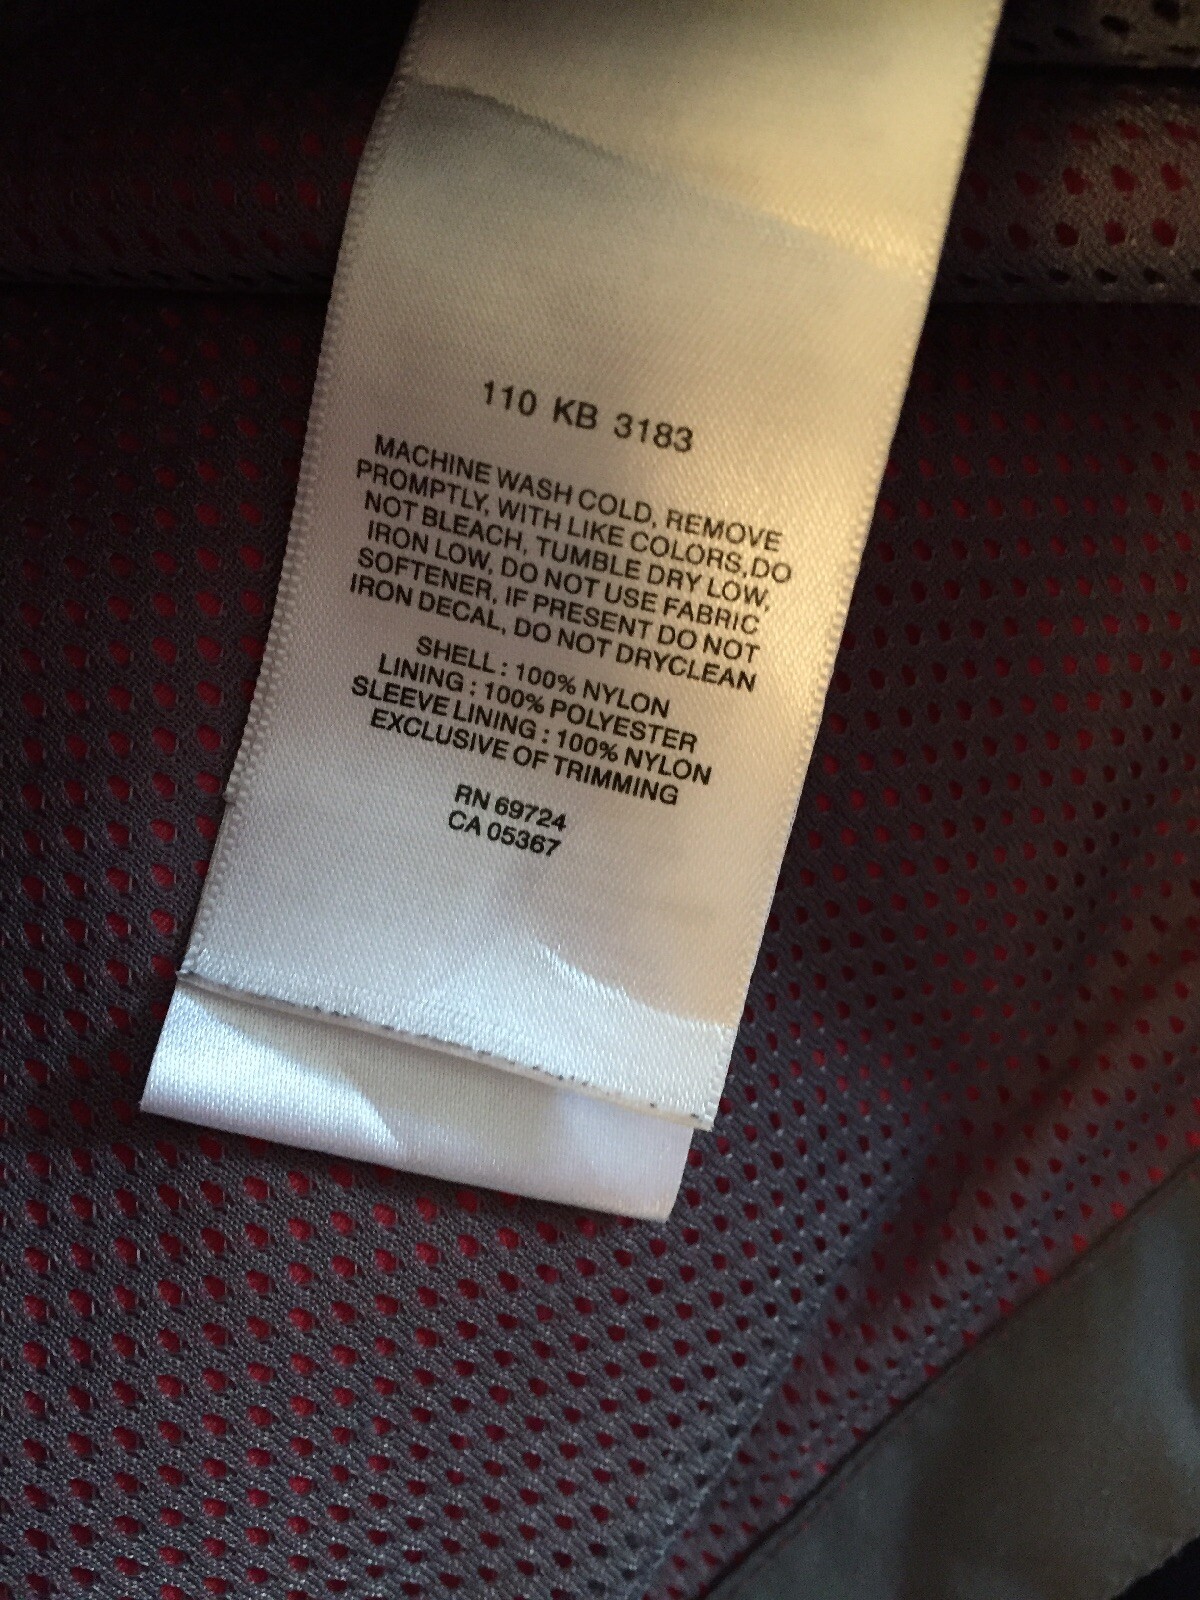 110 KB 3183
MACHINE WASH COLD, REMOVE
PROMPTLY, WITH LIKE COLORS, DO
NOT BLEACH, TUMBLE DRY LOW,
IRON LOW, DO NOT USE FABRIC
SOFTENER, IF PRESENT DO NOT
IRON DECAL, DO NOT DRYCLEAN
SHELL : 100% NYLON
LINING : 100% POLYESTER
SLEEVE LINING : 100% NYLON
EXCLUSIVE OF TRIMMING
RN 69724
CA 05367